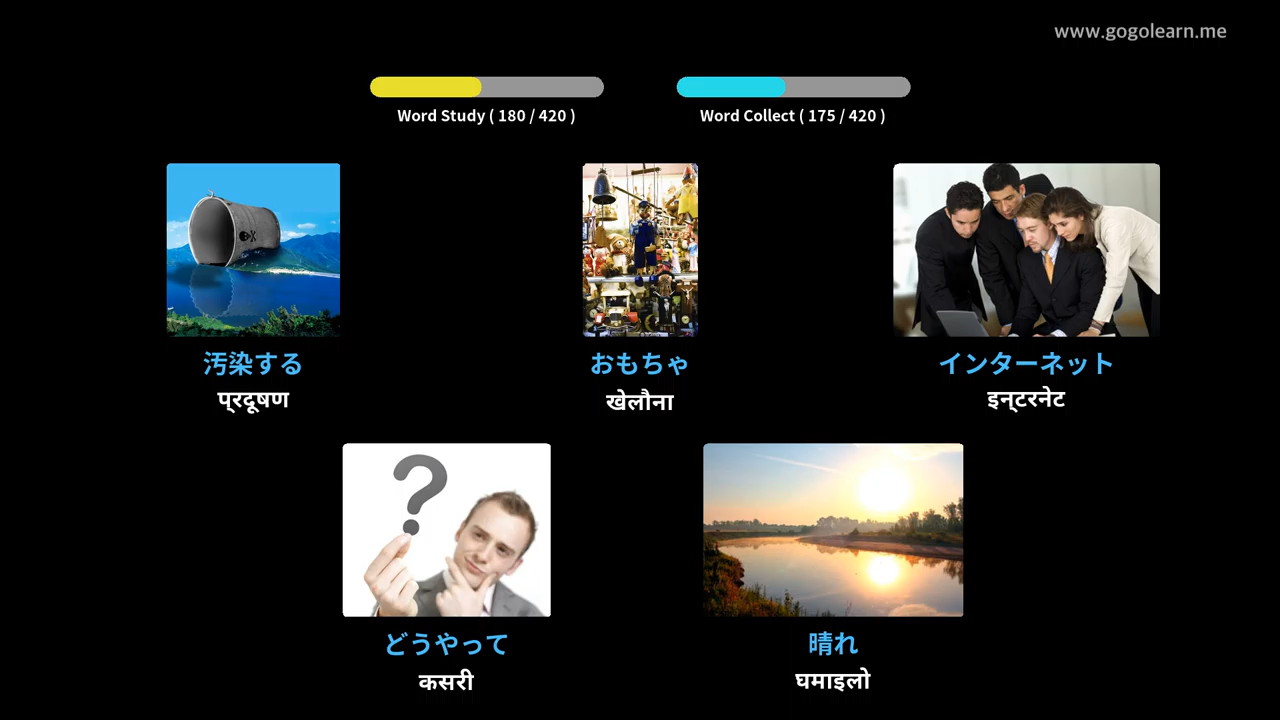 www.gogolearn.me
Word Study ( 180 / 420 )
Word Collect ( 175 / 420 )
汚染する
おもちゃ
インターネット
प्रदूषण
खेलौना
इन्टरनेट
?
どうやって
晴れ
कसरी
घमाइलो